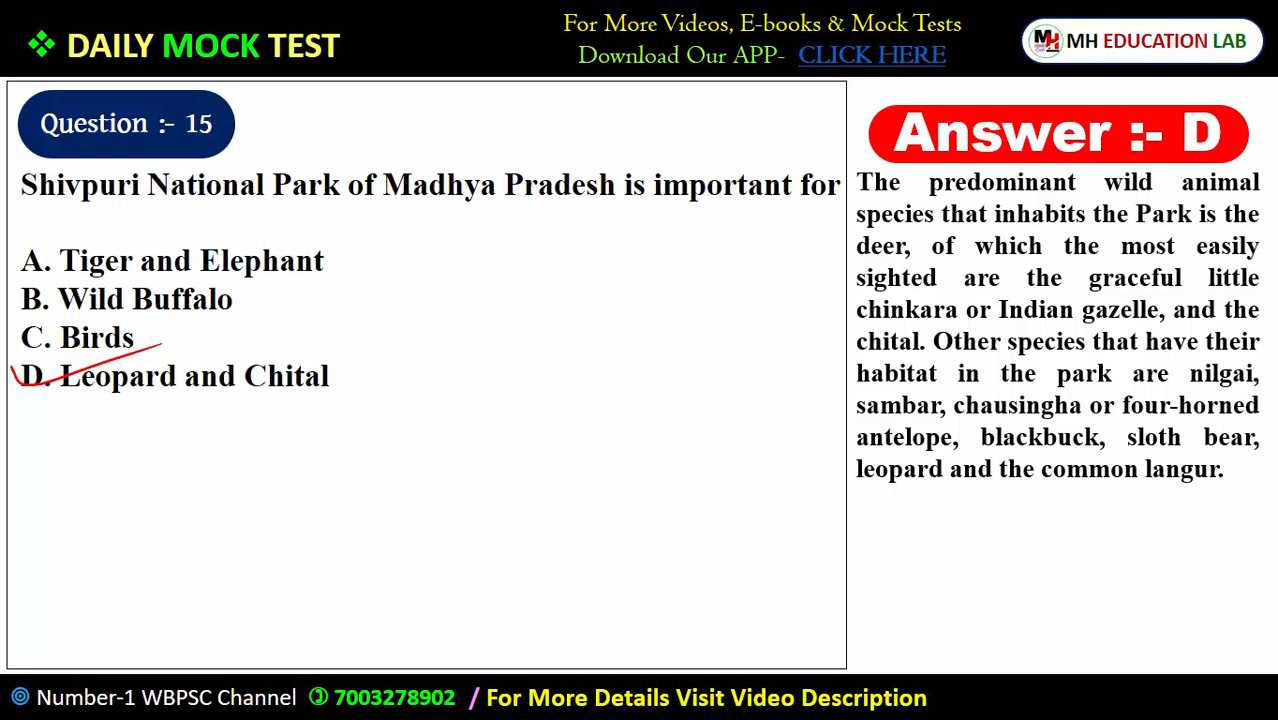 ❖ DAILY MOCK TEST
For More Videos, E-books & Mock Tests
Download Our APP- CLICK HERE
MH EDUCATION LAB
Question :- 15
Shivpuri National Park of Madhya Pradesh is important for
A. Tiger and Elephant
B. Wild Buffalo
C. Birds
D. Leopard and Chital
Answer :- D
The predominant wild animal
species that inhabits the Park is the
deer, of which the most easily
sighted are the graceful little
chinkara or Indian gazelle, and the
chital. Other species that have their
habitat in the park are nilgai,
sambar, chausingha or four-horned
antelope, blackbuck, sloth bear,
leopard and the common langur.
Number-1 WBPSC Channel 7003278902 / For More Details Visit Video Description